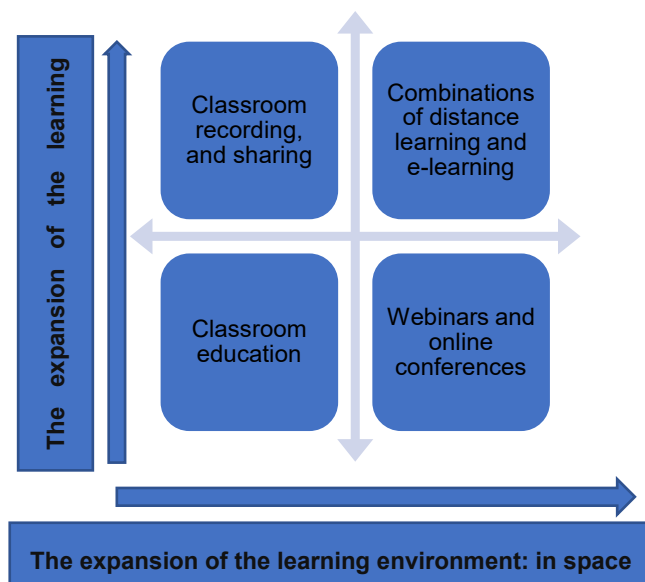 The expansion of the learning
Classroom
recording,
and sharing
Combinations
of distance
learning and
e-learning
Classroom
education
Webinars and
online
conferences
The expansion of the learning environment: in space